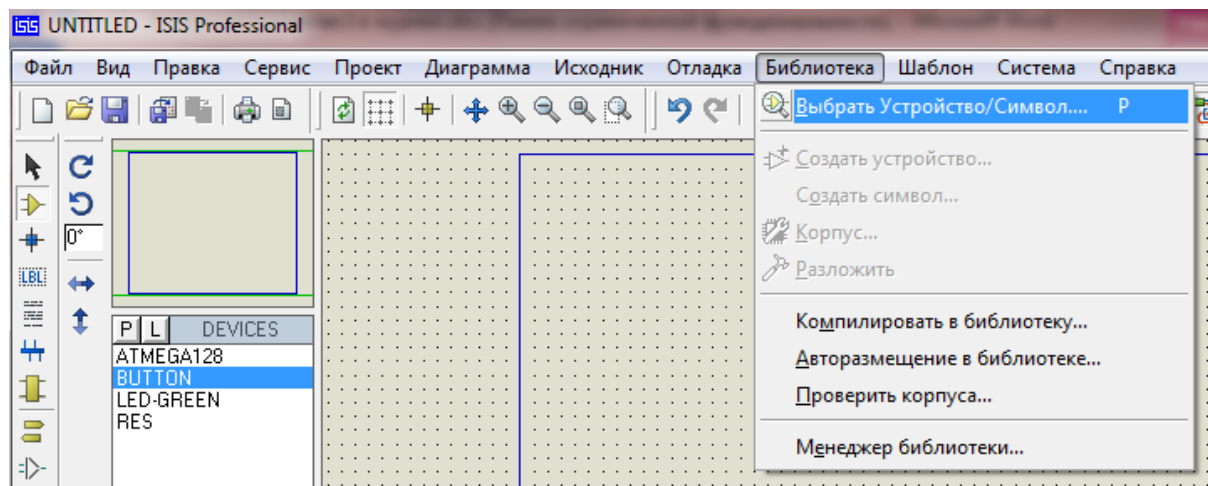 isis UNTITLED - ISIS Professional
Файл Вид Правка Сервис Проект Диаграмма Исходник Отладка Библиотека Шаблон Система Справка
Выбрать Устройство/Символ.... P
Создать устройство...
Создать символ...
0°
Корпус...
Разложить
LBL
Компилировать в библиотеку...
P L DEVICES
ATMEGA128
Авторазмещение в библиотеке...
BUTTON
LED-GREEN
Проверить корпуса...
RES
Менеджер библиотеки...